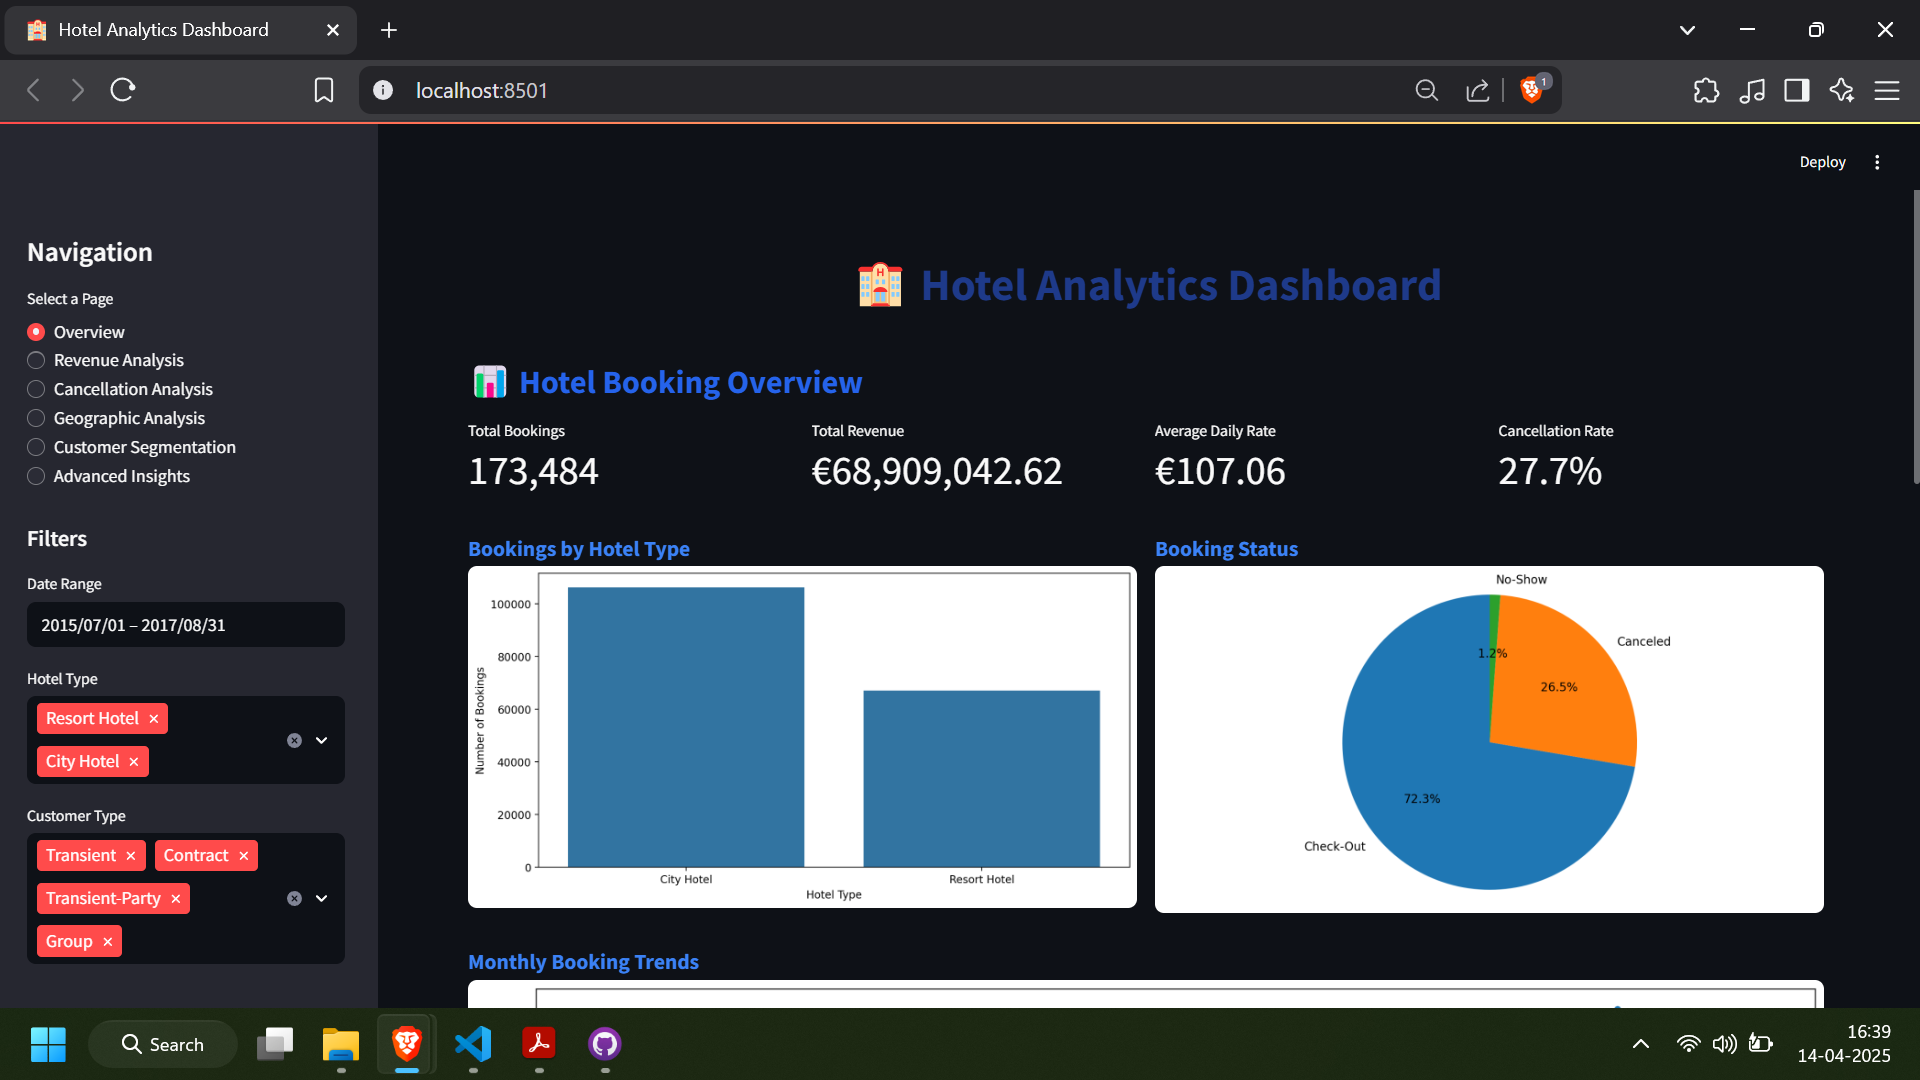 Hotel Analytics Dashboard
localhost:8501
1
Deploy
Navigation
Select a Page
Overview
Revenue Analysis
Cancellation Analysis
Geographic Analysis
Customer Segmentation
Advanced Insights
Filters
Date Range
2015/07/01 – 2017/08/31
Hotel Type
Resort Hotel
City Hotel
Customer Type
Transient Contract
Transient-Party
Group
Hotel Analytics Dashboard
Hotel Booking Overview
Total Bookings
173,484
Total Revenue
€68,909,042.62
Average Daily Rate
€107.06
Cancellation Rate
27.7%
Bookings by Hotel Type
Number of Bookings
100000
80000
60000
40000
20000
0
City Hotel Resort Hotel
Hotel Type
Booking Status
No-Show
Canceled
1.2%
26.5%
72.3%
Check-Out
Monthly Booking Trends
Search
16:39
14-04-2025